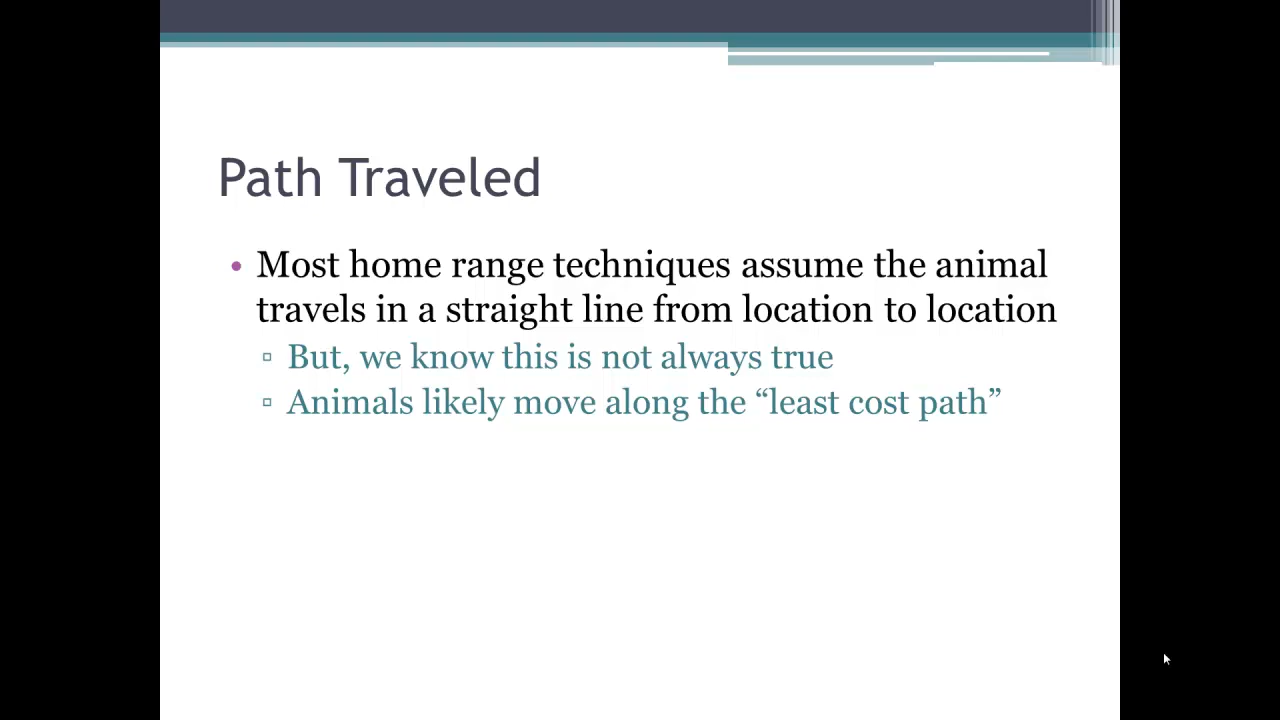 Path Traveled
• Most home range techniques assume the animal
travels in a straight line from location to location
▫ But, we know this is not always true
▫ Animals likely move along the “least cost path”